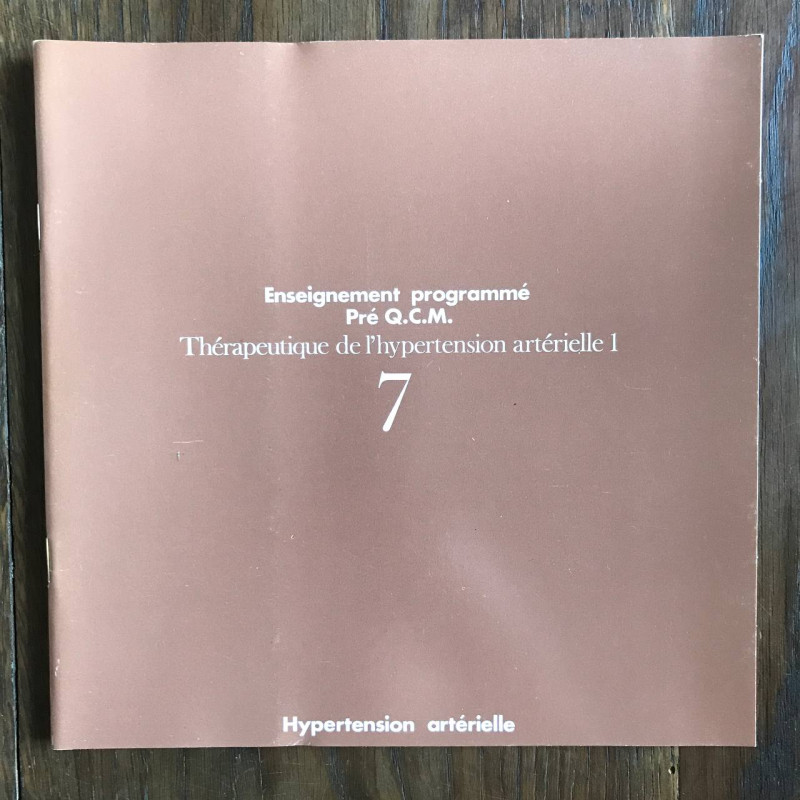 Enseignement programmé
Pré Q.C.M.
Thérapeutique de l'hypertension artérielle 1
7
Hypertension artérielle